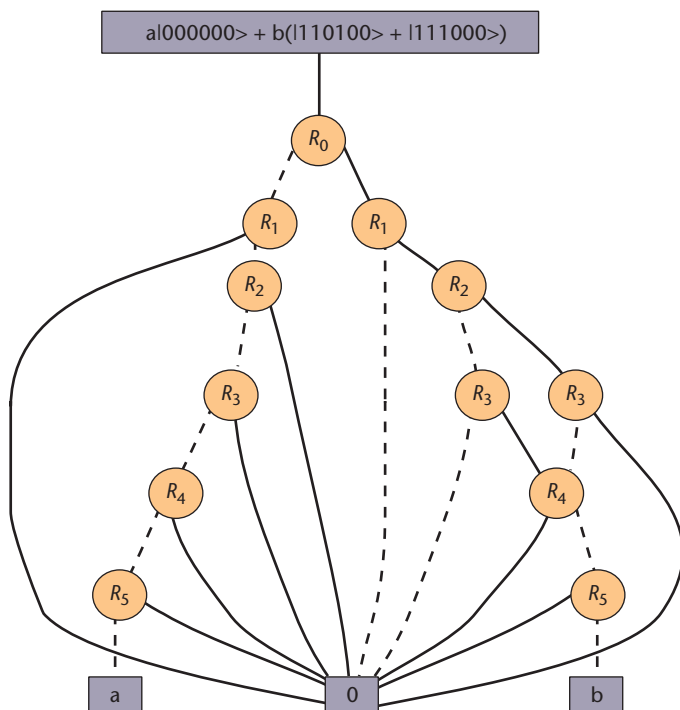 a|000000> + b(|110100> + |111000>)
R0
R1 R1
R2 R2
R3 R3 R3
R4 R4
R5 R5
a 0 b